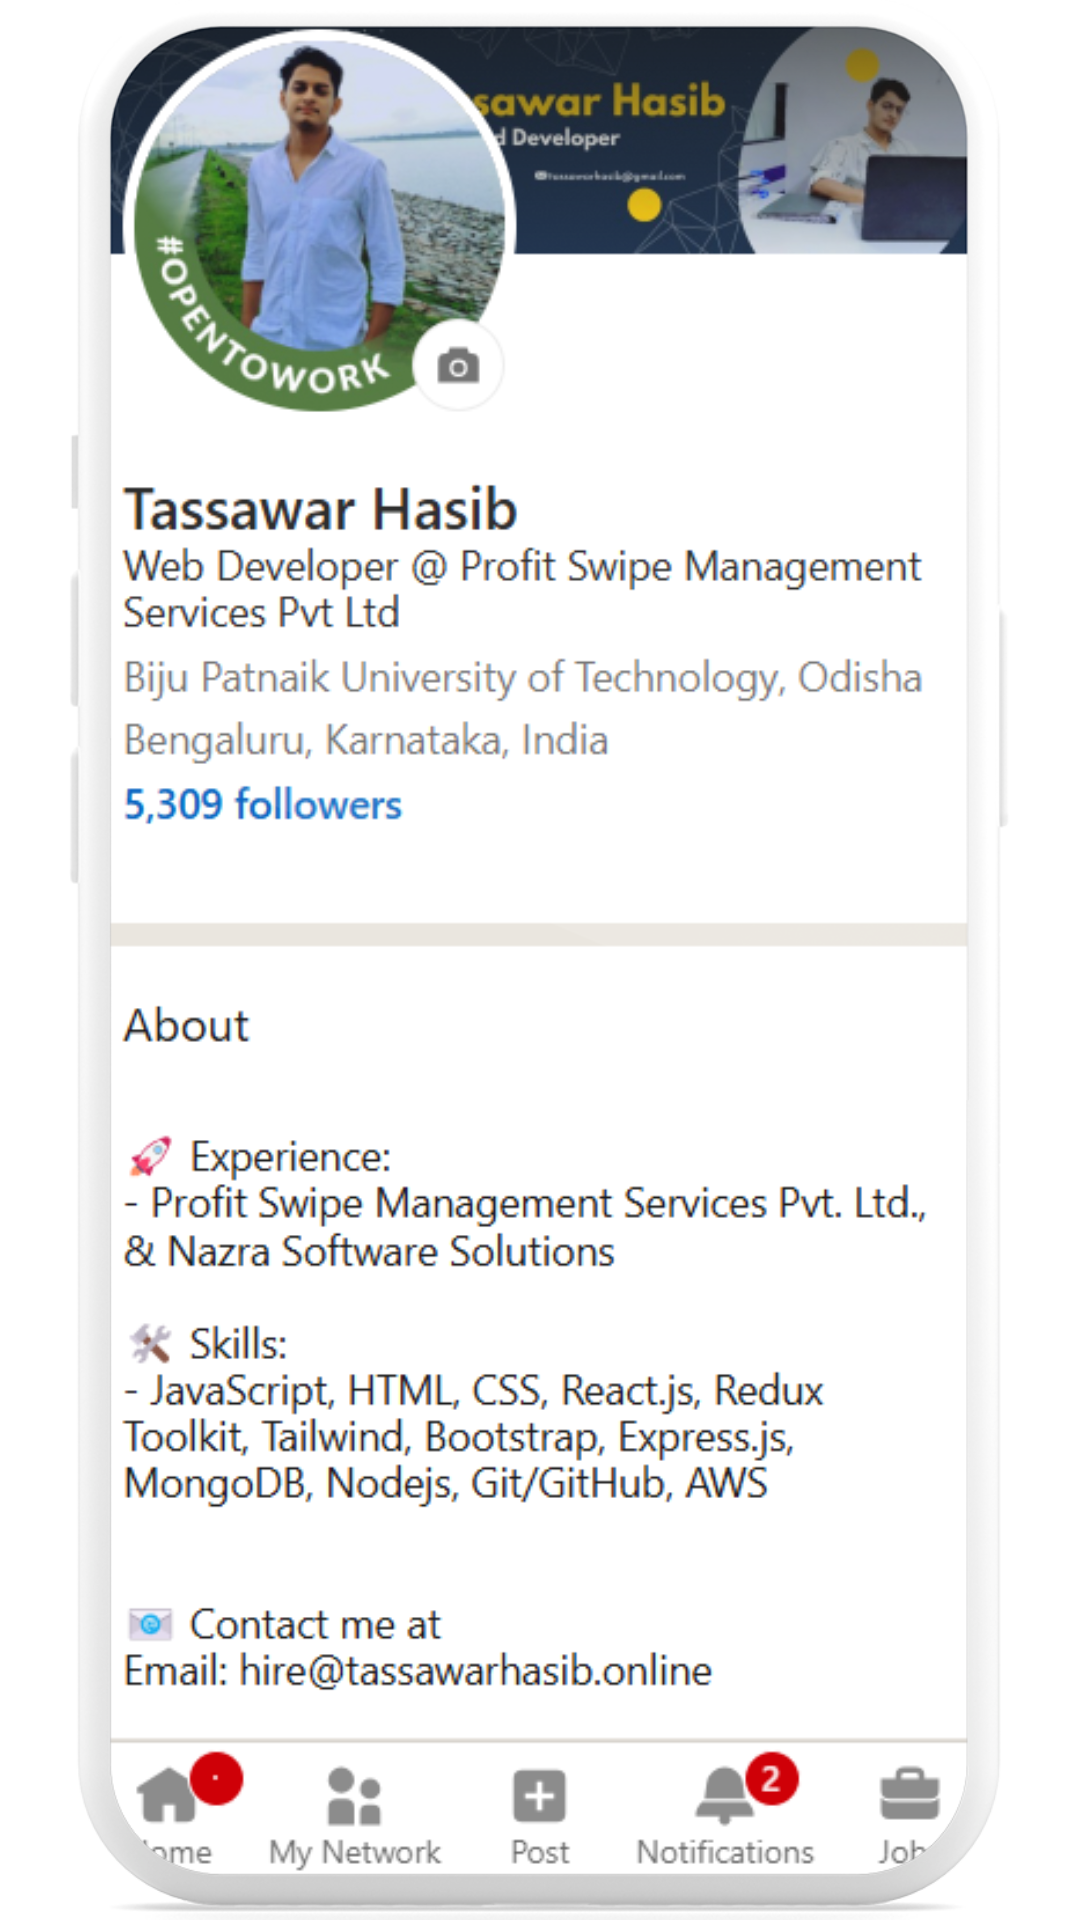 sawar Hasib
d Developer
tassawarhasib@gmail.com
#OPENTOWORK
Tassawar Hasib
Web Developer @ Profit Swipe Management
Services Pvt Ltd
Biju Patnaik University of Technology, Odisha
Bengaluru, Karnataka, India
5,309 followers
About
🚀 Experience:
- Profit Swipe Management Services Pvt. Ltd.,
& Nazra Software Solutions
🛠️ Skills:
- JavaScript, HTML, CSS, React.js, Redux
Toolkit, Tailwind, Bootstrap, Express.js,
MongoDB, Nodejs, Git/GitHub, AWS
📧 Contact me at
Email: hire@tassawarhasib.online
2
ome My Network Post Notifications Job